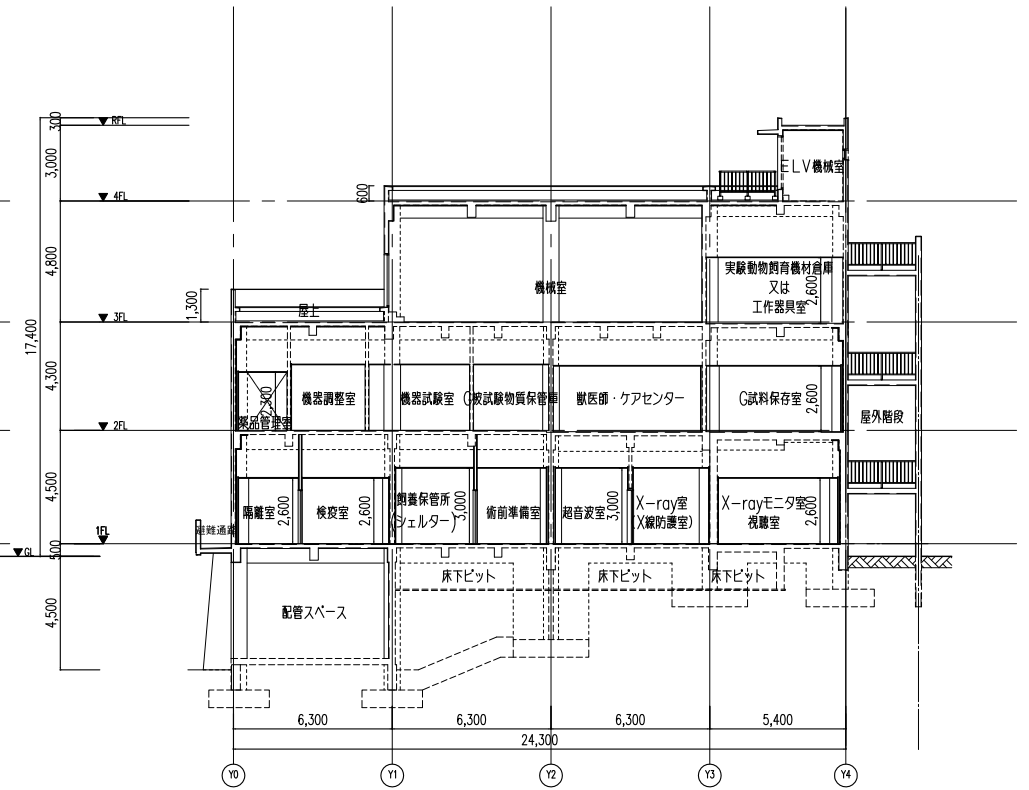 300
RFL
3,000
ELV機械室
600
4FL
4,800
実験動物飼育機材倉庫
又は
工作器具室
2,600
機械室
1,300
屋上
3FL
17,400
4,300
2,300
薬品管理室
機器調整室
機器試験室
G被試験物質保管庫
獣医師・ケアセンター
G試料保存室
2,600
屋外階段
2FL
4,500
隔離室
2,600
検疫室
2,600
飼養保管所
(シェルター)
3,000
術前準備室
超音波室
3,000
X-ray室
(X線防護室)
X-rayモニタ室
視聴室
2,600
避難通路
1FL
500
GL
床下ピット
床下ピット
床下ピット
4,500
配管スペース
6,300
6,300
6,300
5,400
24,300
Y0
Y1
Y2
Y3
Y4